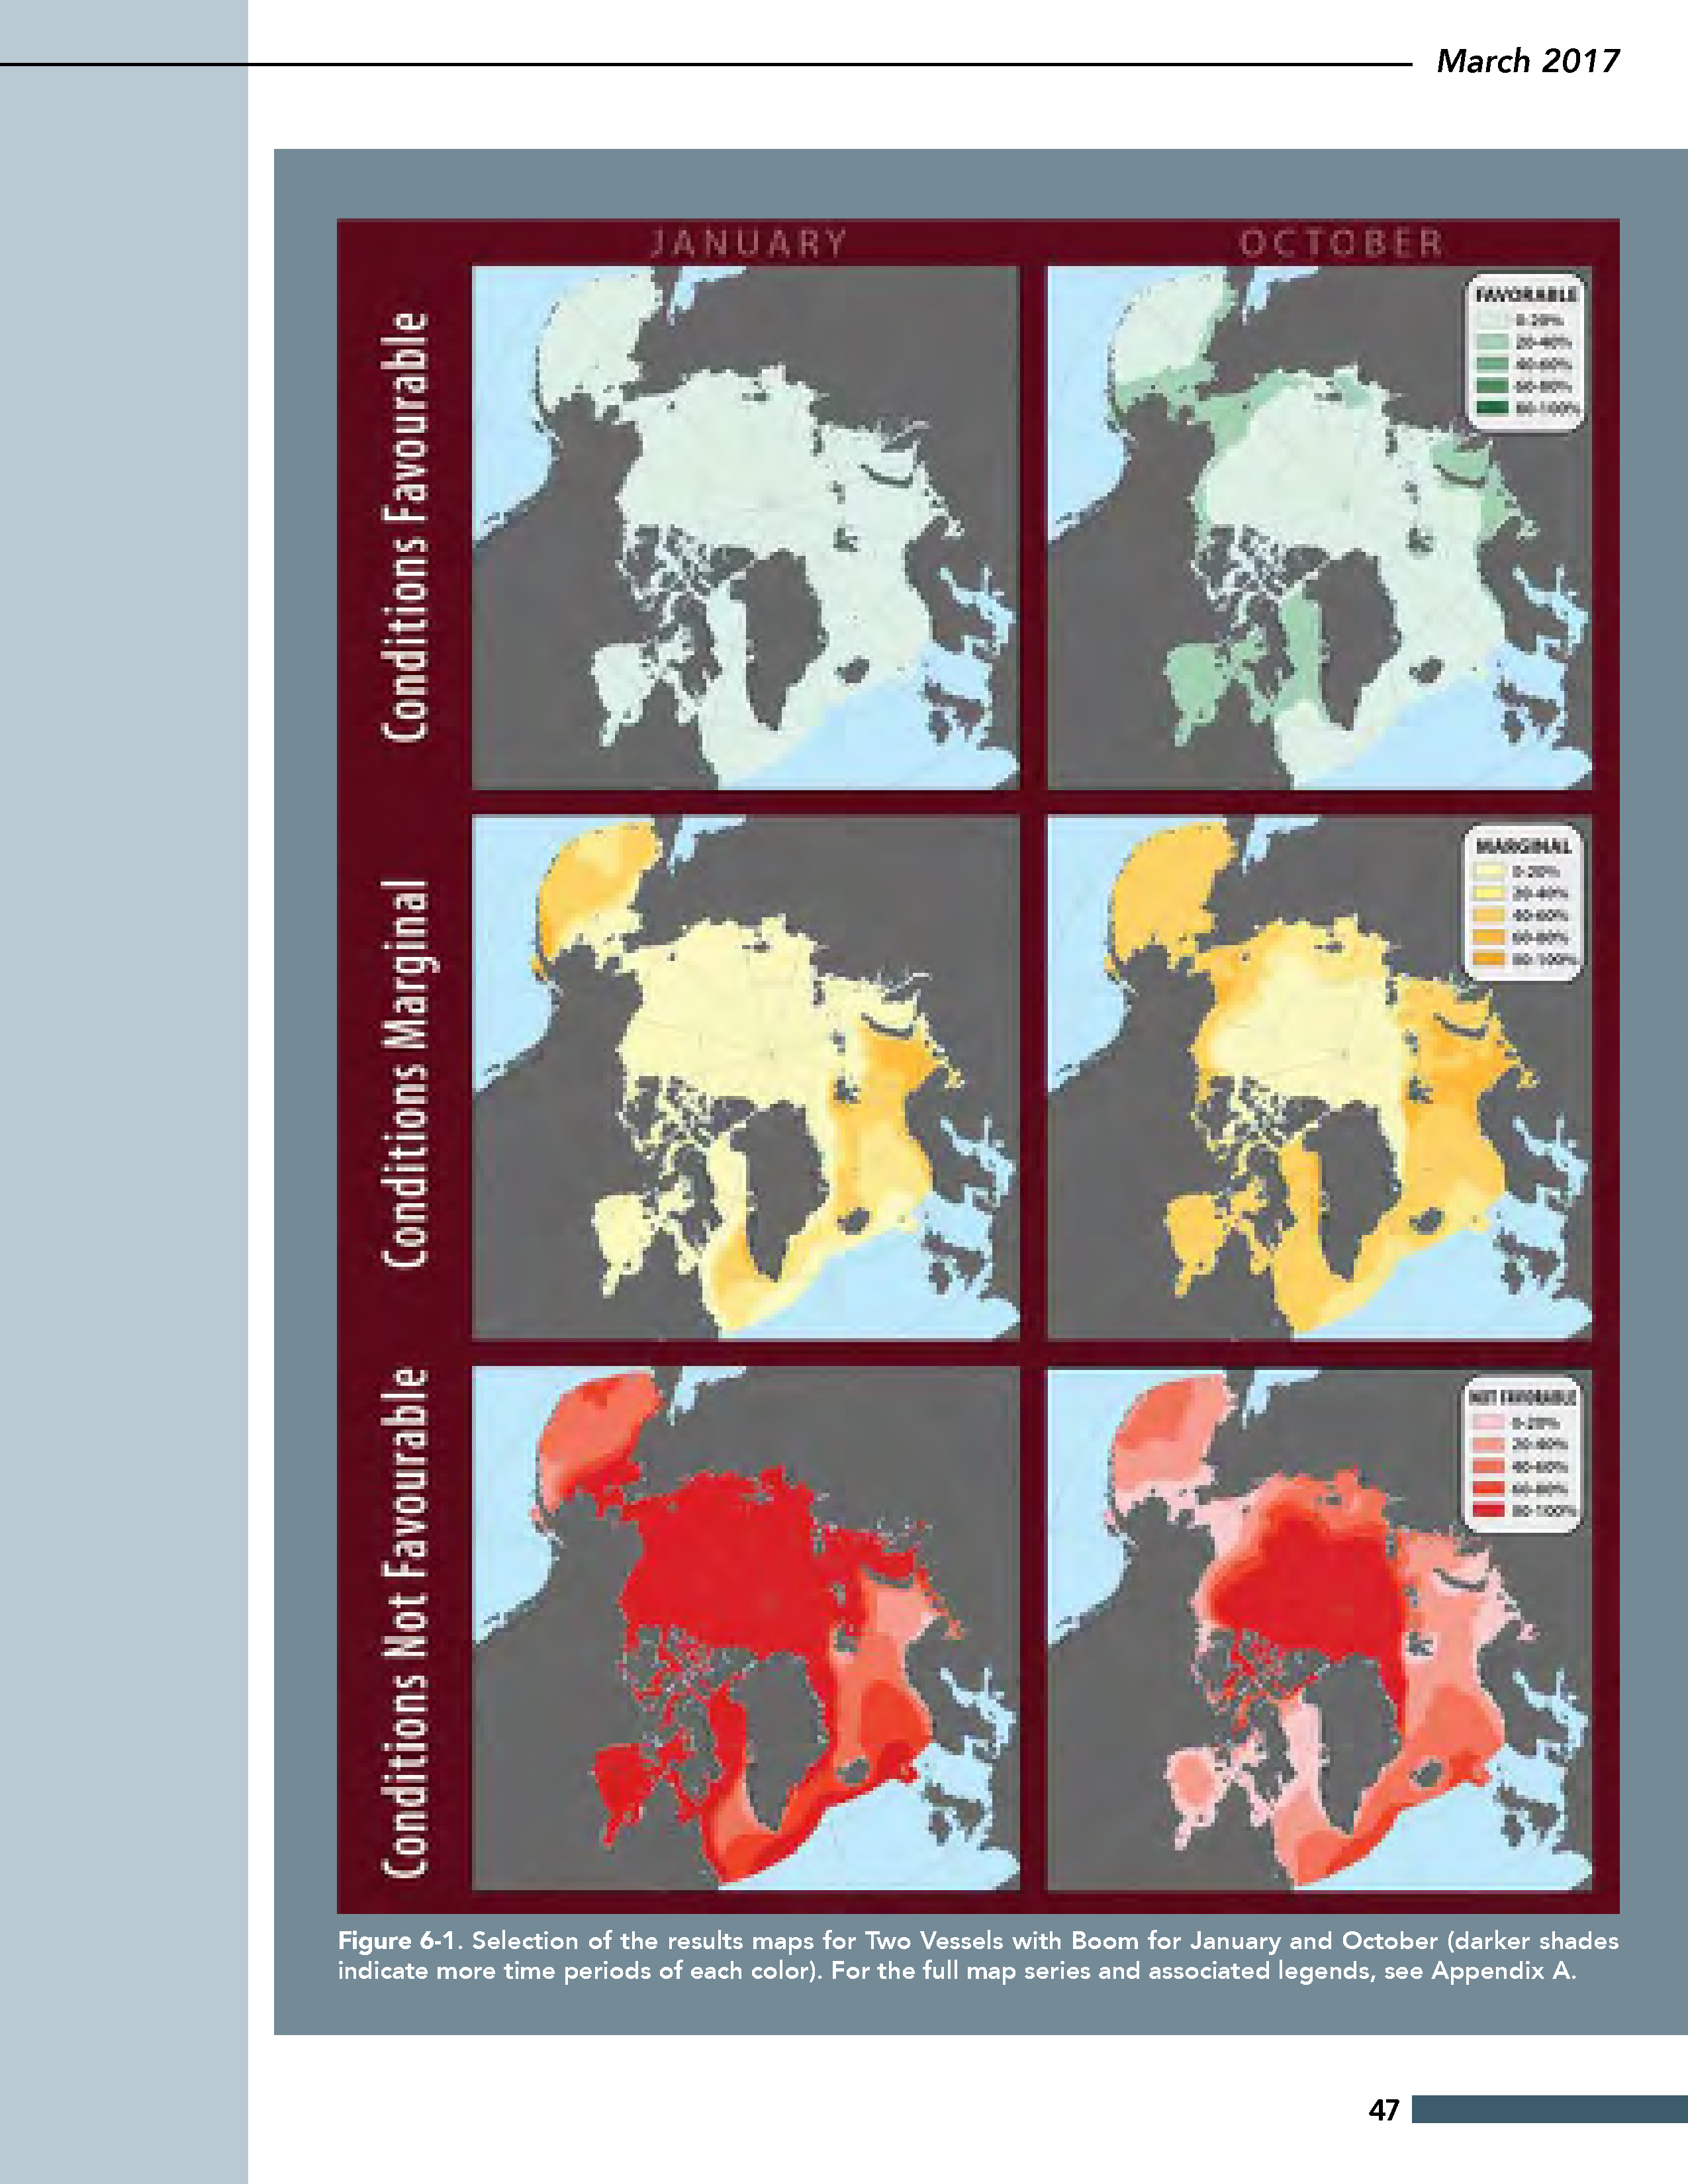 March 2017
JANUARY
OCTOBER
Conditions Favourable
FAVORABLE
0-20%
20-40%
40-60%
60-80%
80-100%
Conditions Marginal
MARGINAL
0-20%
20-40%
40-60%
60-80%
80-100%
Conditions Not Favourable
NOT FAVORABLE
0-20%
20-40%
40-60%
60-80%
80-100%
Figure 6-1. Selection of the results maps for Two Vessels with Boom for January and October (darker shades
indicate more time periods of each color). For the full map series and associated legends, see Appendix A.
47